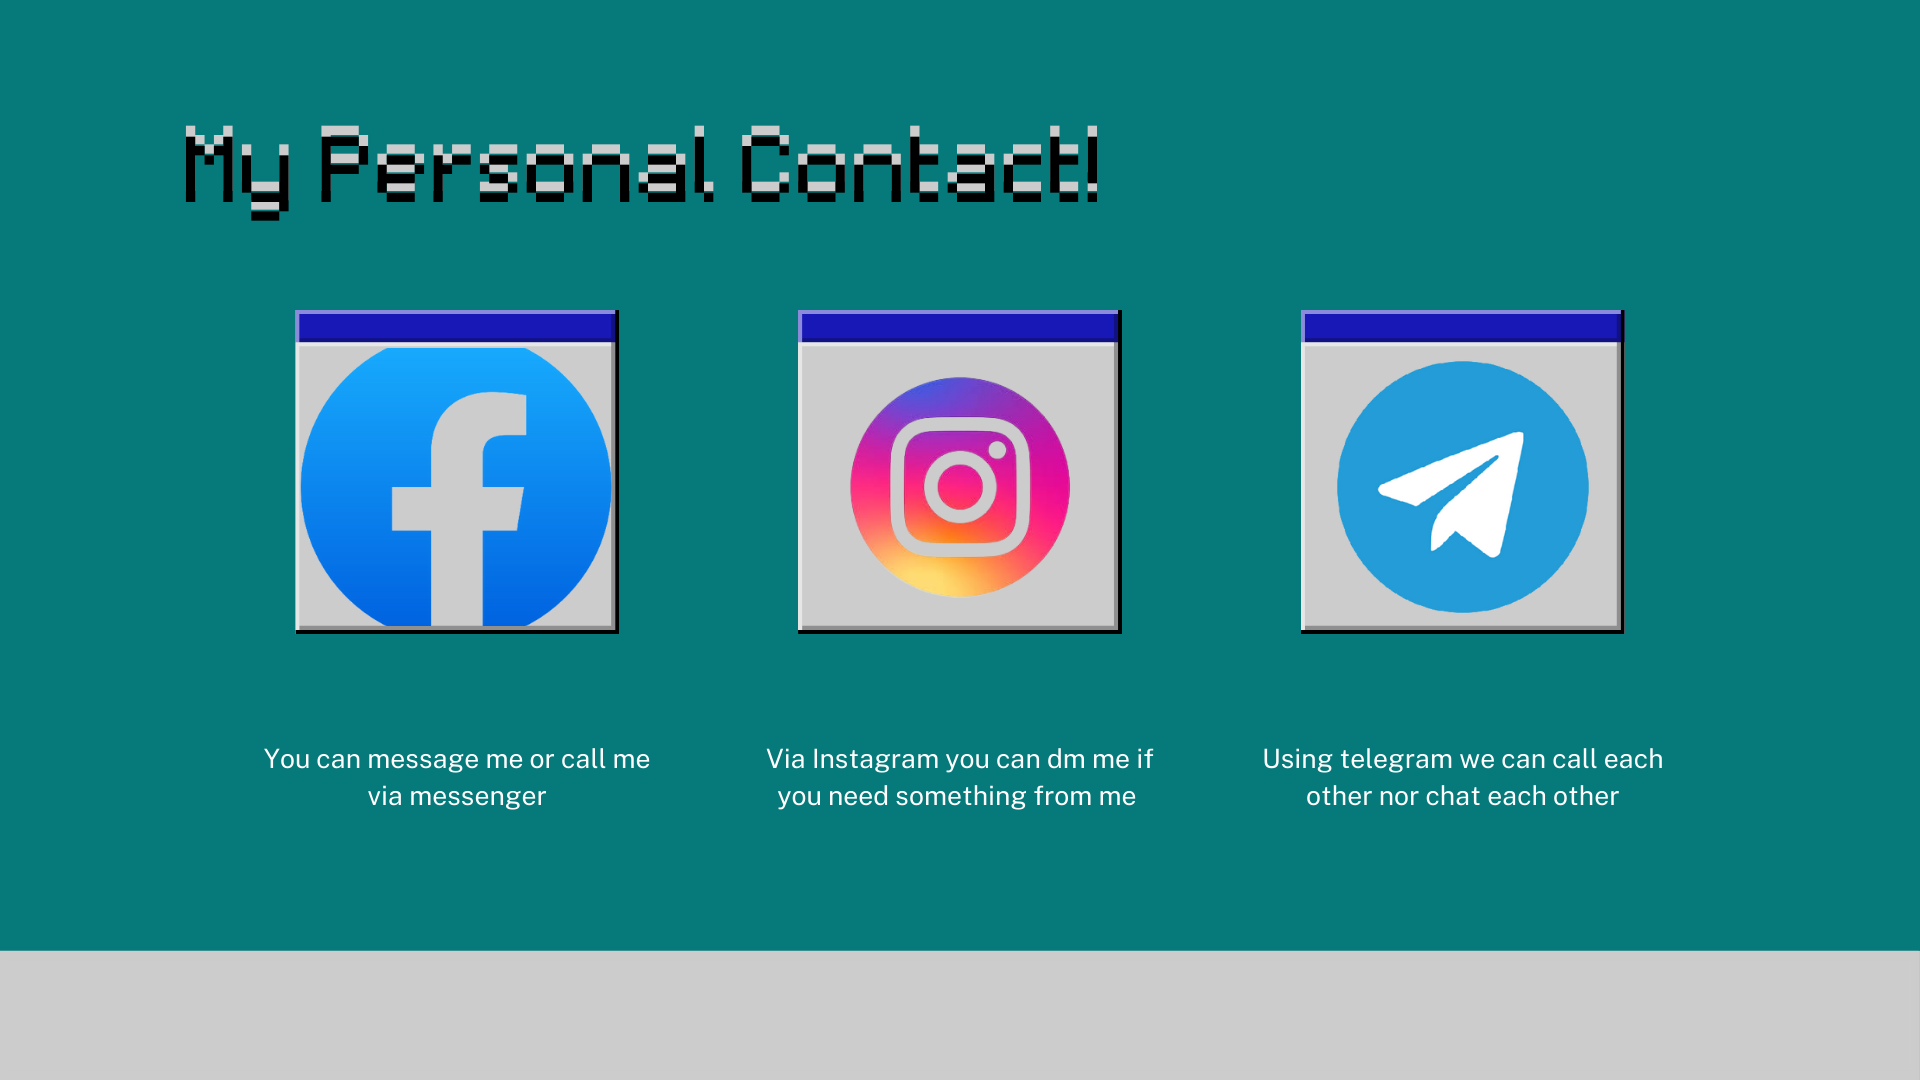 My Personal Contact!
You can message me or call me
via messenger
Via Instagram you can dm me if
you need something from me
Using telegram we can call each
other nor chat each other